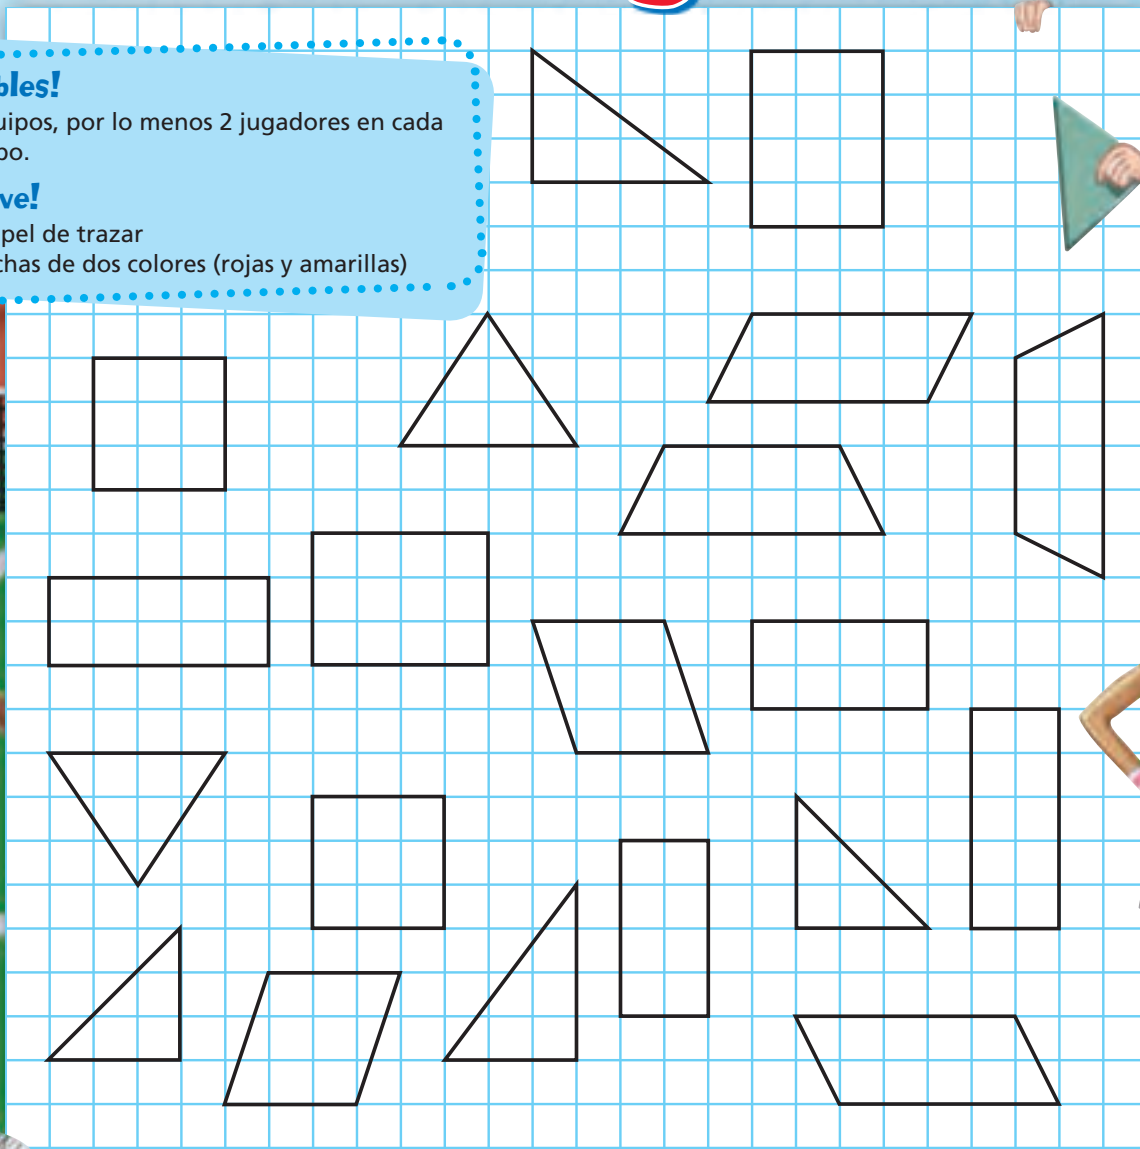 bles!
uipos, por lo menos 2 jugadores en cada
po.
ve!
pel de trazar
chas de dos colores (rojas y amarillas)